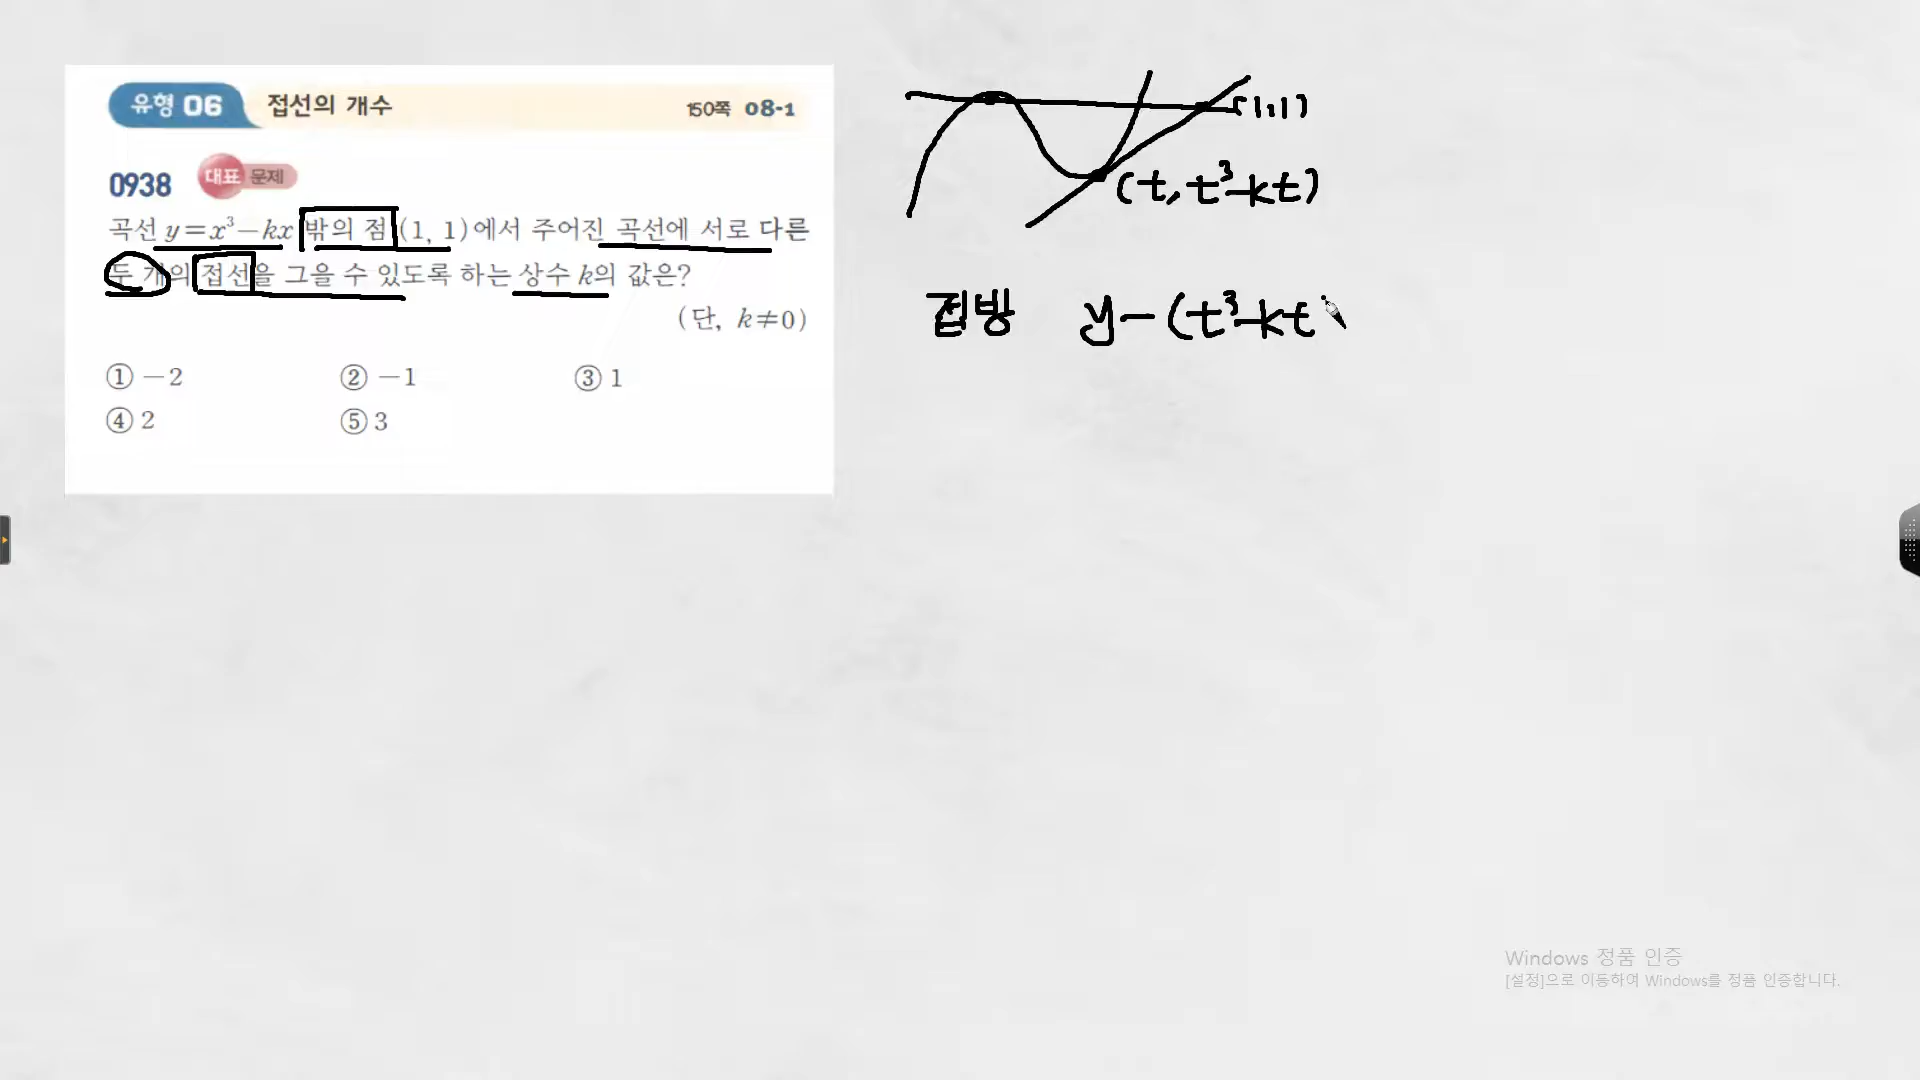 유형 06 접선의 개수 150쪽 08-1
0938 대표 문제
곡선 y=x³-kx 밖의 점 (1, 1)에서 주어진 곡선에 서로 다른
두 개의 접선을 그을 수 있도록 하는 상수 k의 값은?
(단, k≠0)
① -2 ② -1 ③ 1
④ 2 ⑤ 3
(1,1)
(t, t³-kt)
접방 y-(t³-kt
Windows 정품 인증
[설정]으로 이동하여 Windows를 정품 인증합니다.